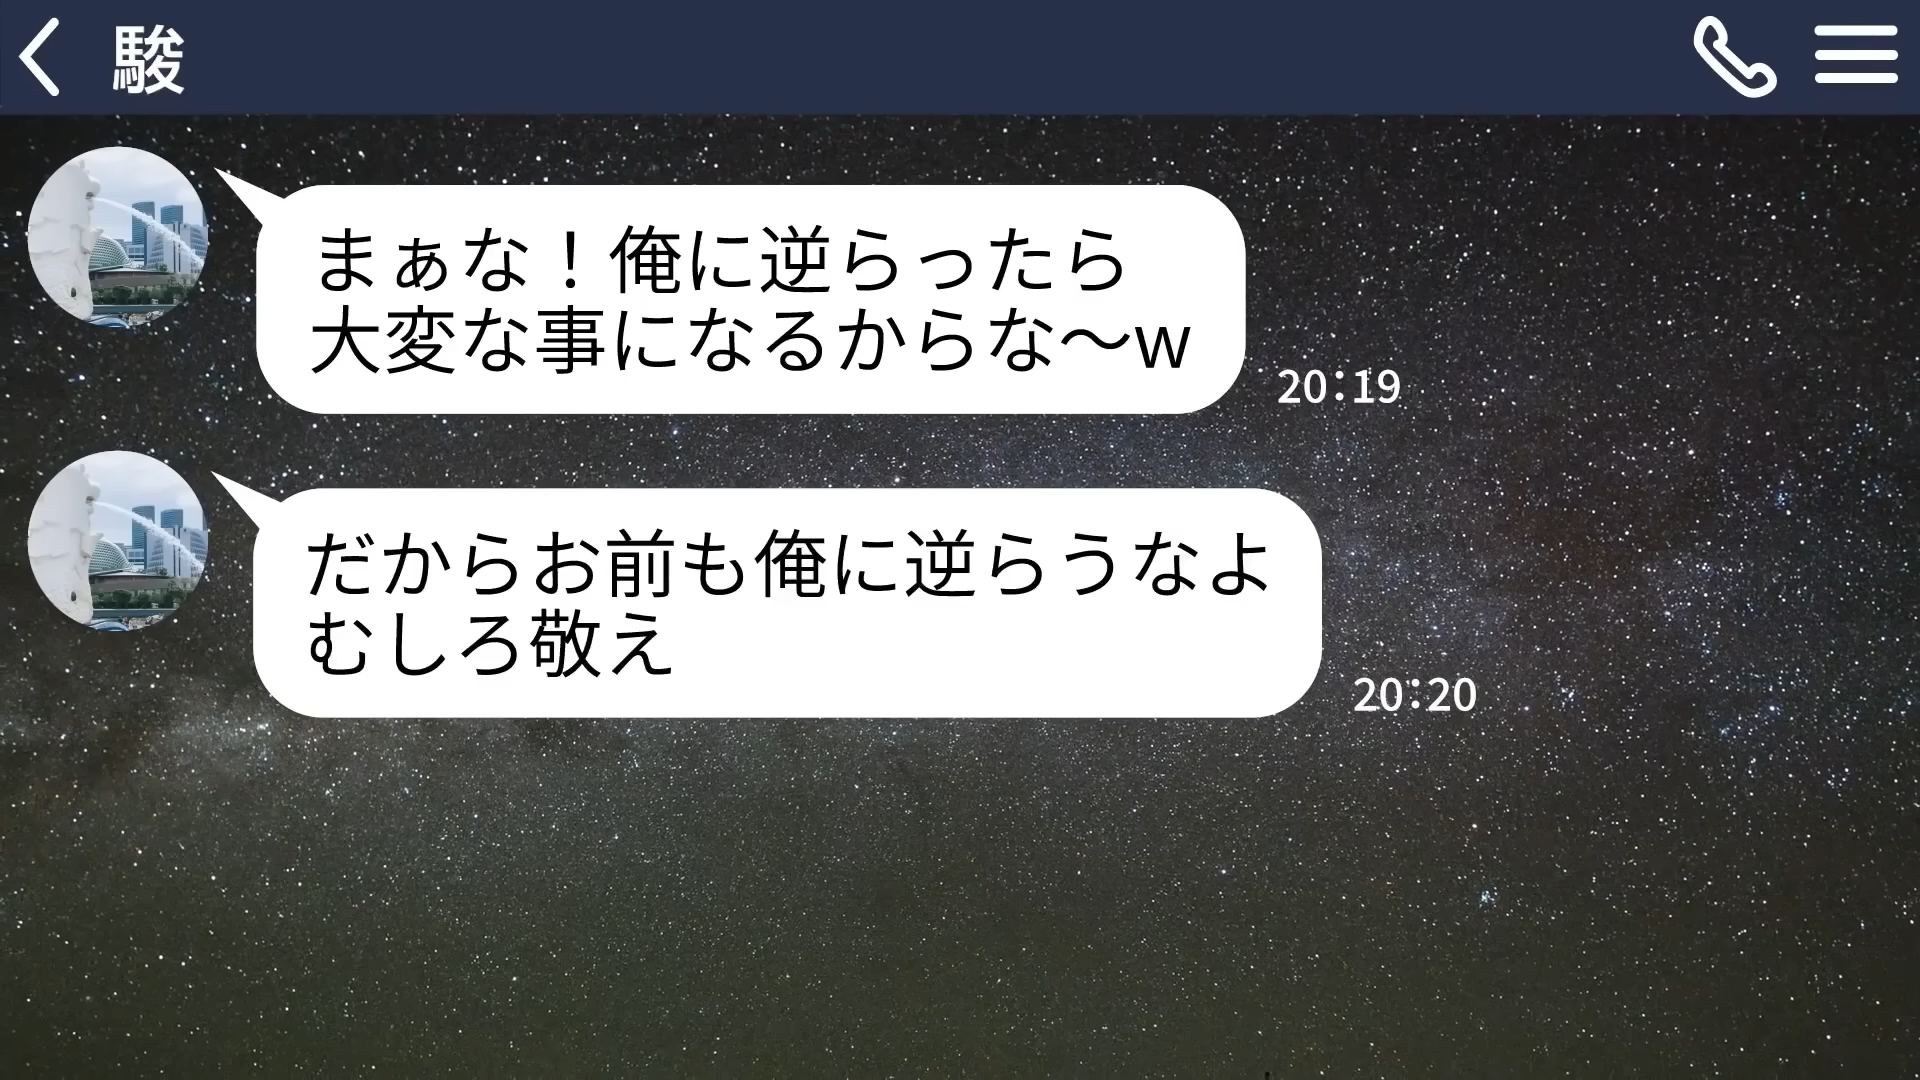 駿
まぁな！俺に逆らったら
大変な事になるからな～w
20:19
だからお前も俺に逆らうなよ
むしろ敬え
20:20